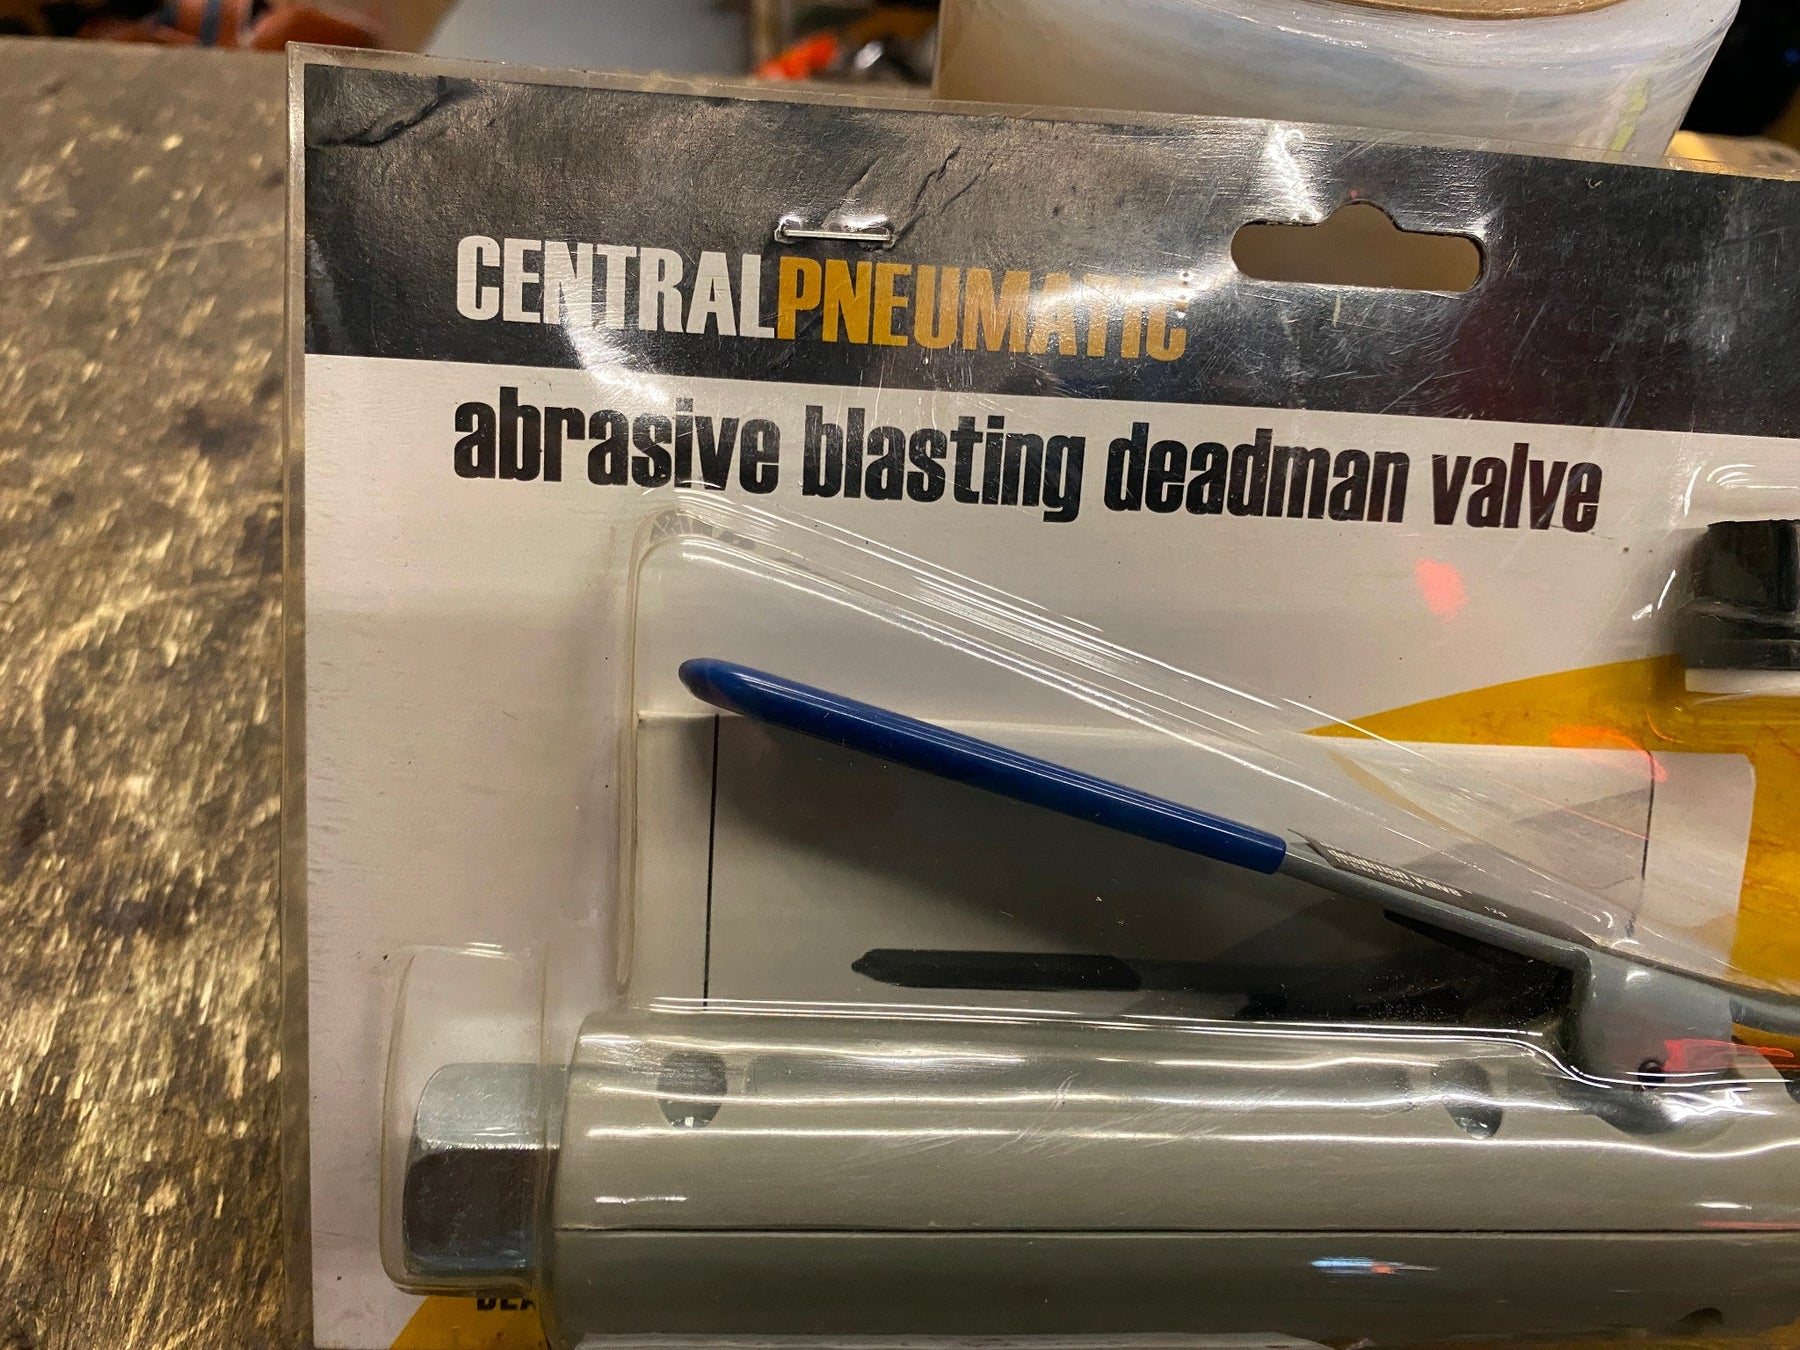 CENTRALPNEUMATIC
abrasive blasting deadman valve